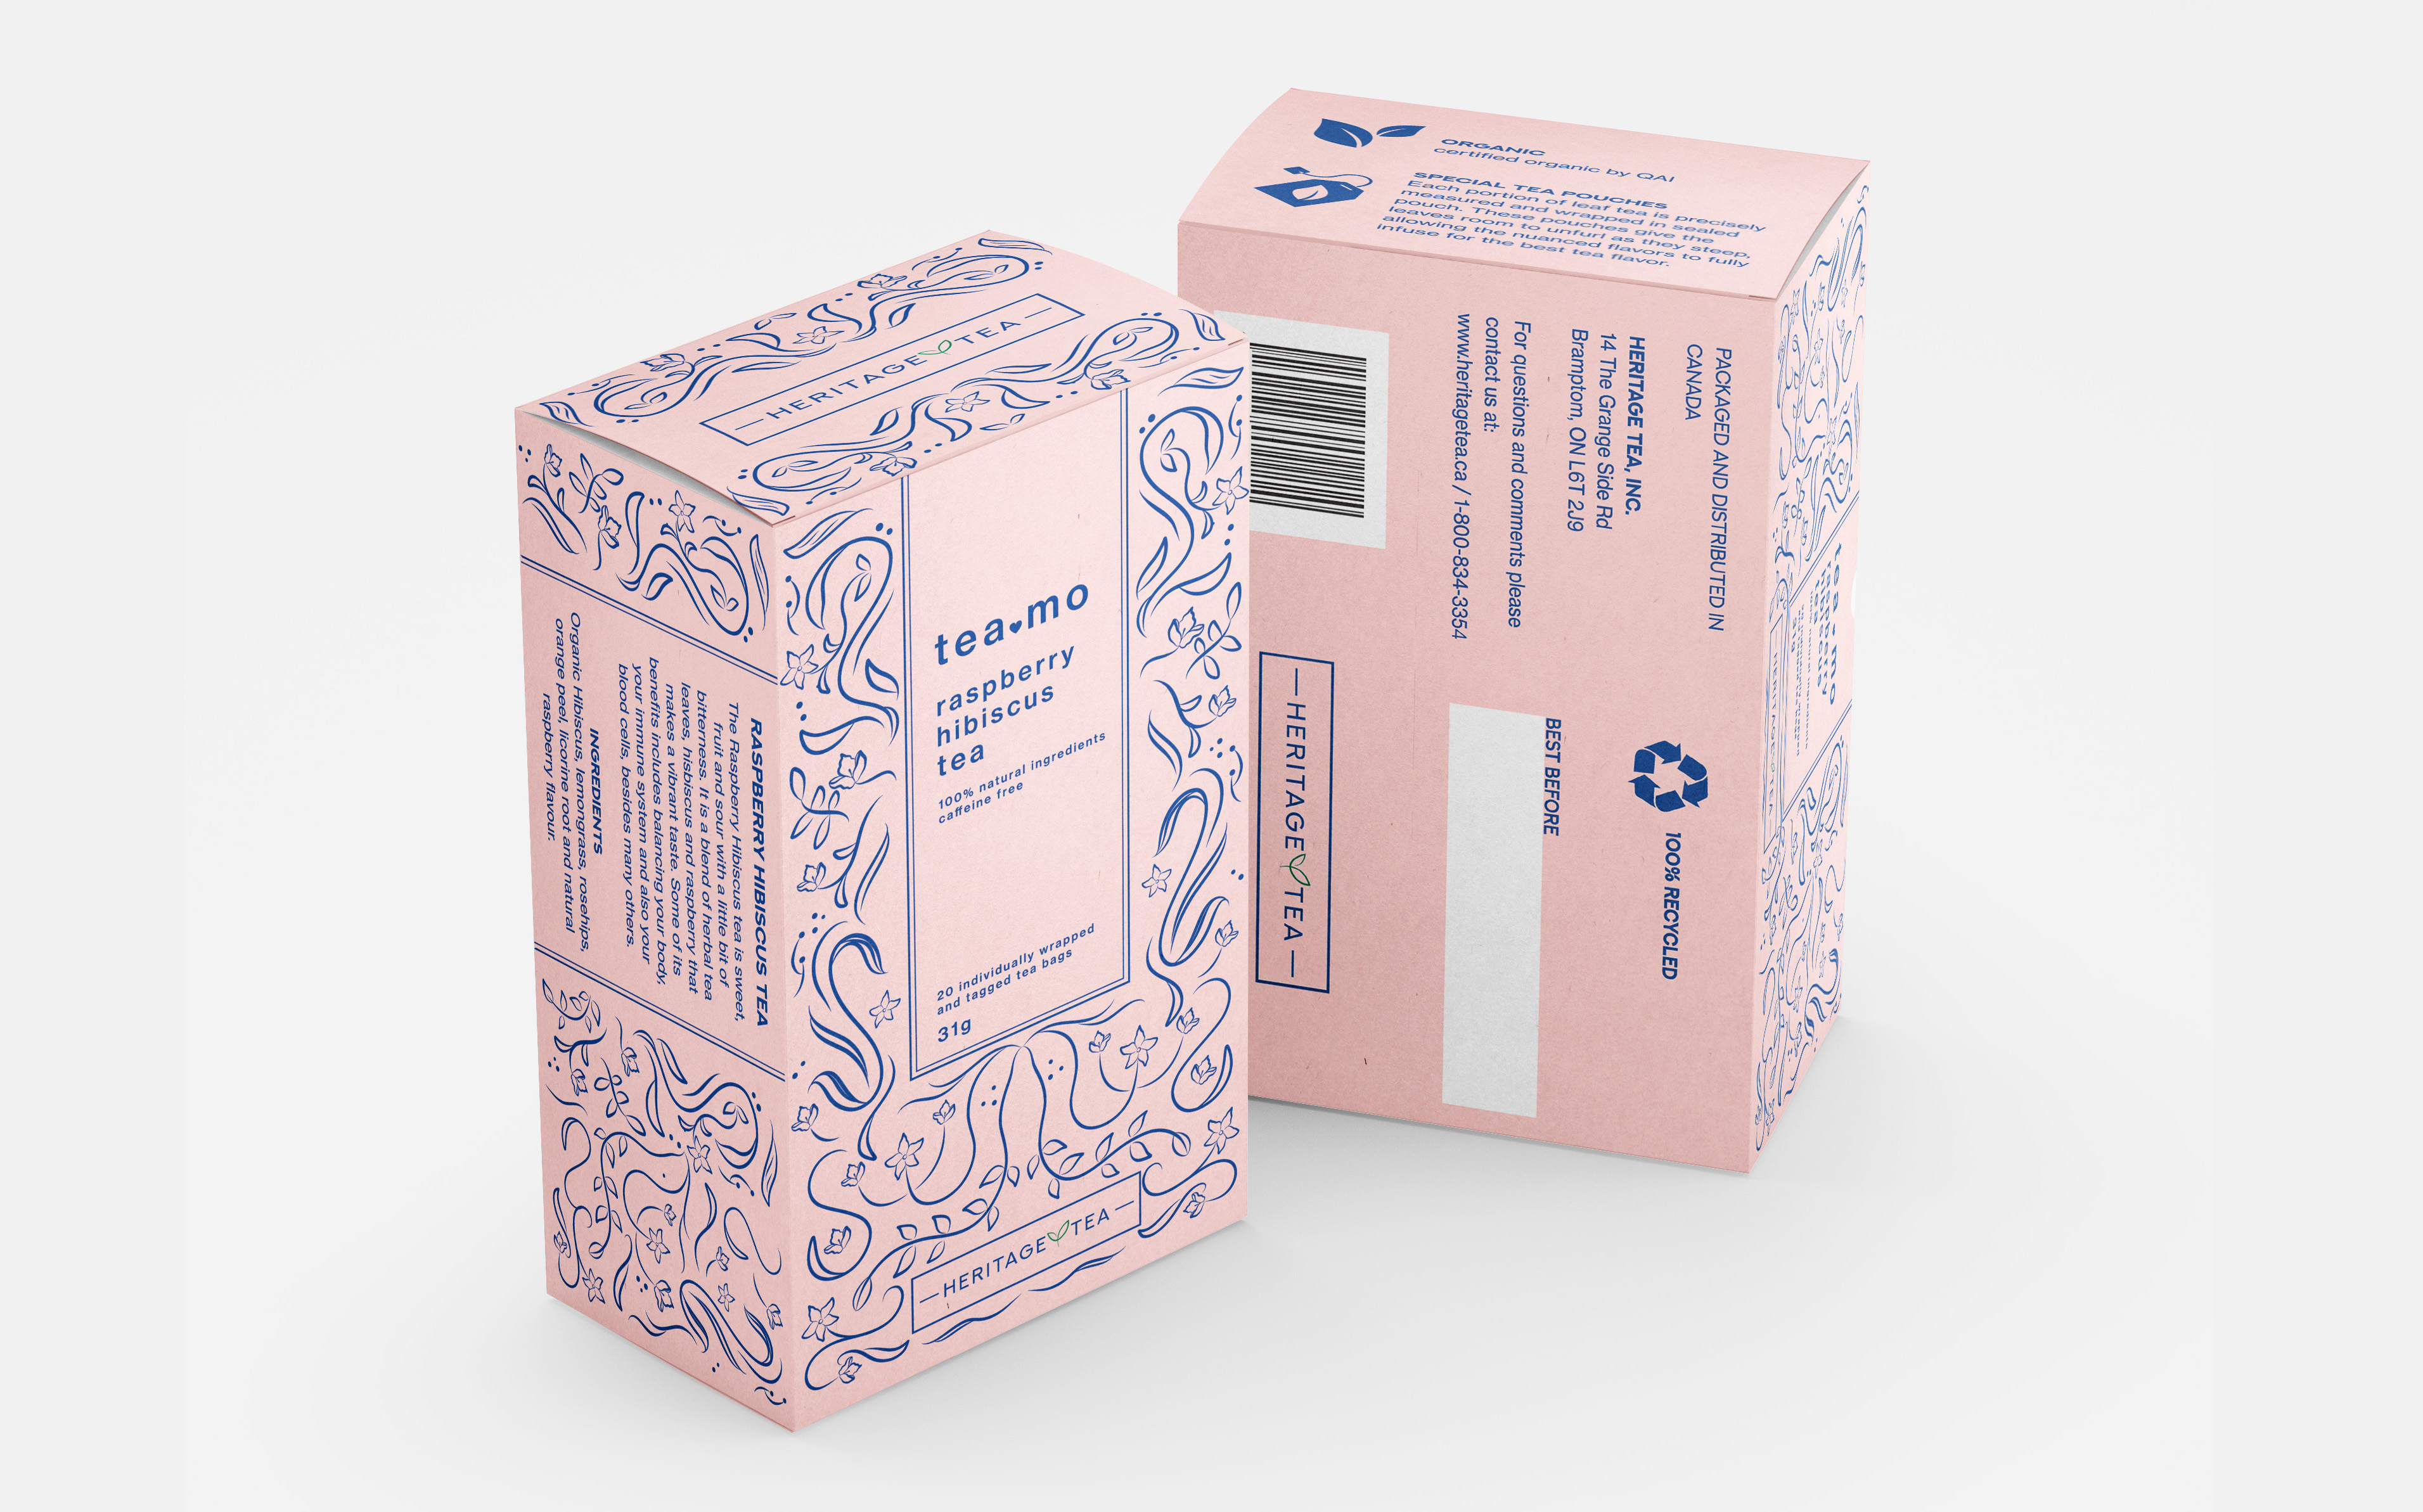 —HERITAGE TEA—
tea♥mo
raspberry
hibiscus
tea
100% natural ingredients
caffeine free
20 individually wrapped
and tagged tea bags
31g
—HERITAGE TEA—
RASPBERRY HIBISCUS TEA
The Raspberry Hibiscus tea is sweet,
fruit and sour with a little bit of
bitterness. It is a blend of herbal tea
leaves, hisbiscus and raspberry that
makes a vibrant taste. Some of its
benefits includes balancing your body,
your immune system and also your
blood cells, besides many others.
INGREDIENTS
Organic Hibiscus, lemongrass, rosehips,
orange peel, licorine root and natural
raspberry flavour.
ORGANIC
certified organic by QAI
SPECIAL TEA POUCHES
Each portion of leaf tea is precisely
measured and wrapped in sealed
pouch. These pouches give the
leaves room to unfurl as they steep,
allowing the nuanced flavors to fully
infuse for the best tea flavor.
PACKAGED AND DISTRIBUTED IN
CANADA
HERITAGE TEA, INC.
14 The Grange Side Rd
Brampton, ON L6T 2J9
For questions and comments please
contact us at:
www.heritagetea.ca / 1-800-834-3354
100% RECYCLED
BEST BEFORE
—HERITAGE TEA—
tea mo
raspberry
hibiscus
tea
31g
—HERITAGE TEA—